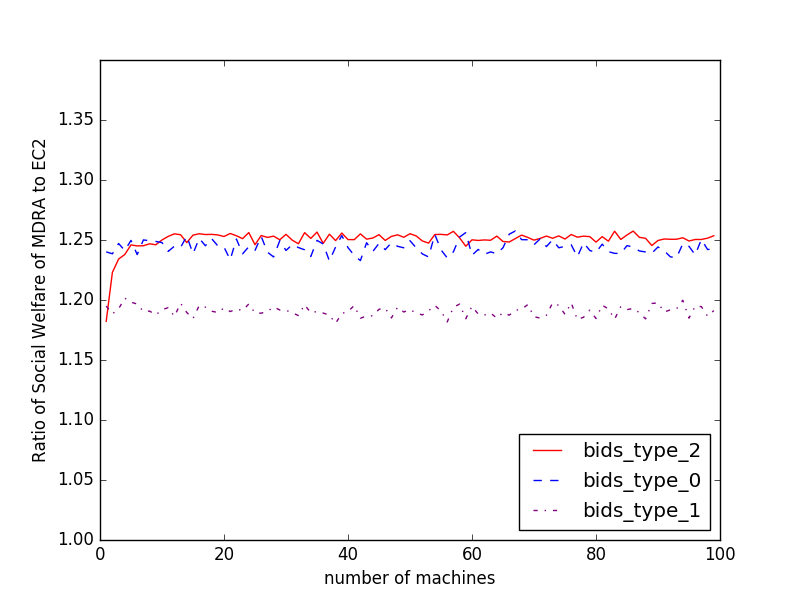 Ratio of Social Welfare of MDRA to EC2
1.35
1.30
1.25
1.20
1.15
1.10
1.05
1.00
0 20 40 60 80 100
number of machines
bids_type_2
bids_type_0
bids_type_1